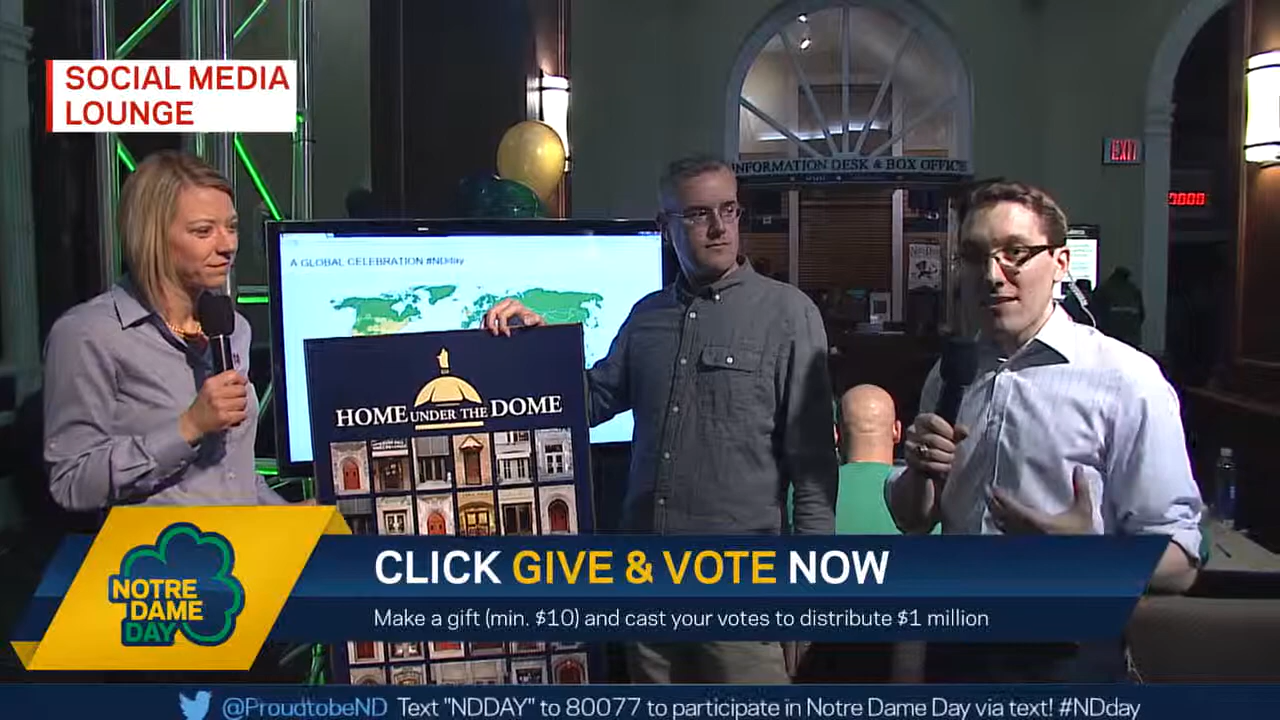 SOCIAL MEDIA
LOUNGE
INFORMATION DESK & BOX OFFICE
EXIT
A GLOBAL CELEBRATION #NDday
HOME UNDER THE DOME
NOTRE
DAME
DAY
CLICK GIVE & VOTE NOW
Make a gift (min. $10) and cast your votes to distribute $1 million
@ProudtobeND Text "NDDAY" to 80077 to participate in Notre Dame Day via text! #NDday